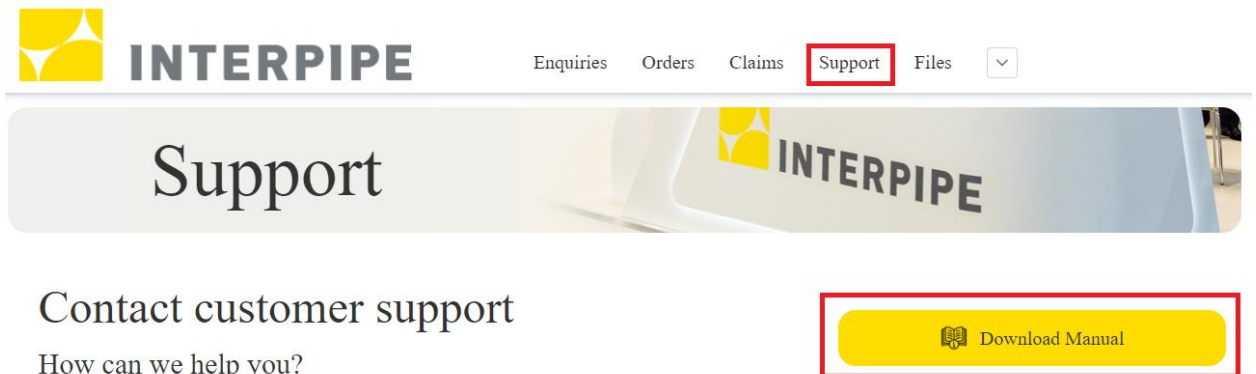 INTERPIPE
Enquiries Orders Claims Support Files
Support
INTERPIPE
Contact customer support
Download Manual
How can we help you?